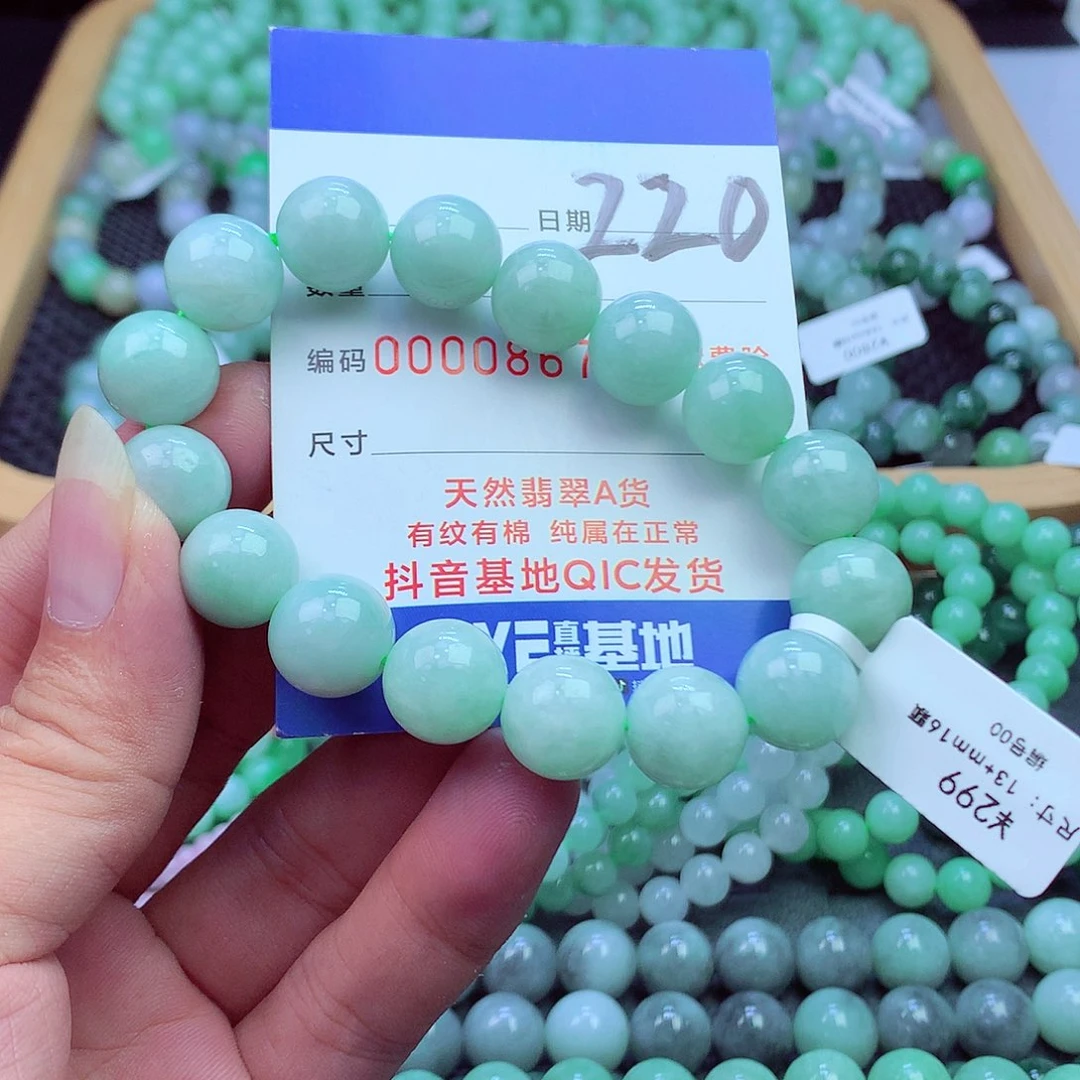 日期 220
编码 0000867
尺寸
天然翡翠A货
有纹有棉 纯属在正常
抖音基地QIC发货
基地
¥299
尺寸：13+mm16颗
编号00